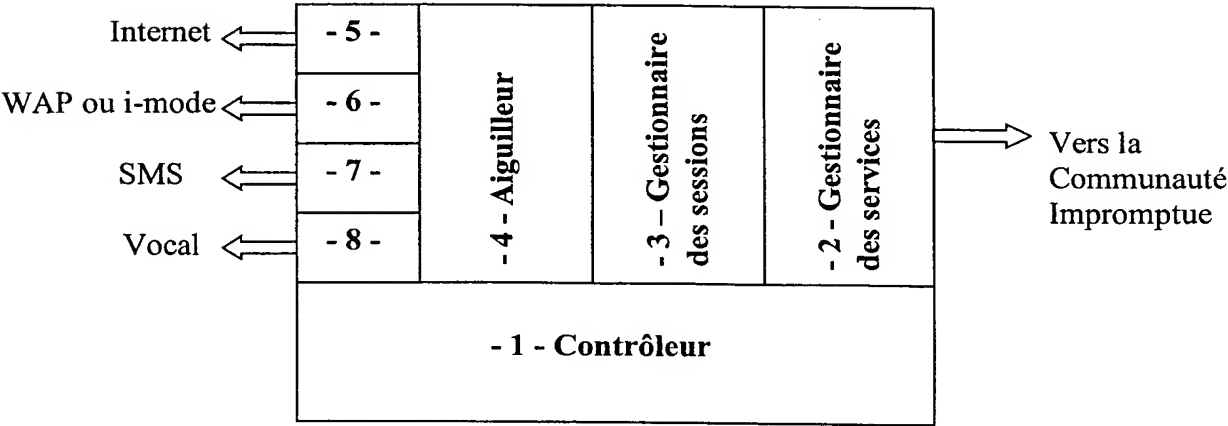 Internet
- 5 -
WAP ou i-mode
- 6 -
SMS
- 7 -
Vocal
- 8 -
- 4 - Aiguilleur
- 3 – Gestionnaire
des sessions
- 2 - Gestionnaire
des services
Vers la
Communauté
Impromptue
- 1 - Contrôleur